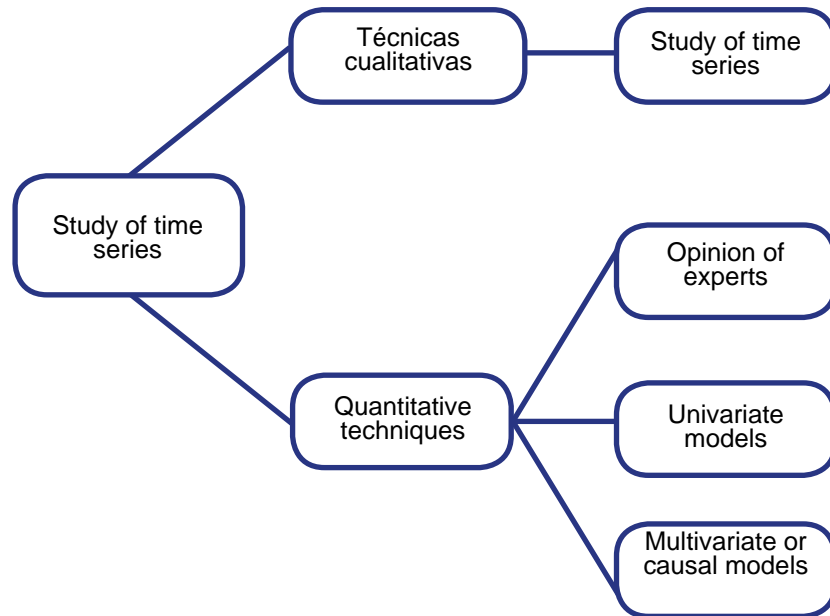 Técnicas
cualitativas
Study of time
series
Study of time
series
Opinion of
experts
Quantitative
techniques
Univariate
models
Multivariate or
causal models